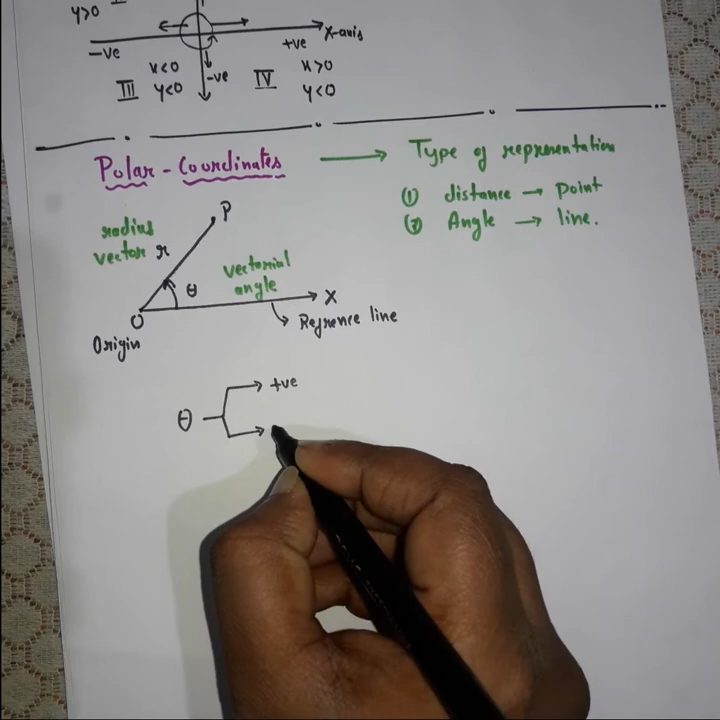 y>0
X-axis
-ve
+ve
x<0
-ve
x>0
III
y<0
IV
y<0
Polar - Coordinates
Type of representation
(1) distance → point
(2) Angle → line.
P
radius
vector r
vectorial
angle
θ
X
O
Origin
Refrence line
θ
+ve